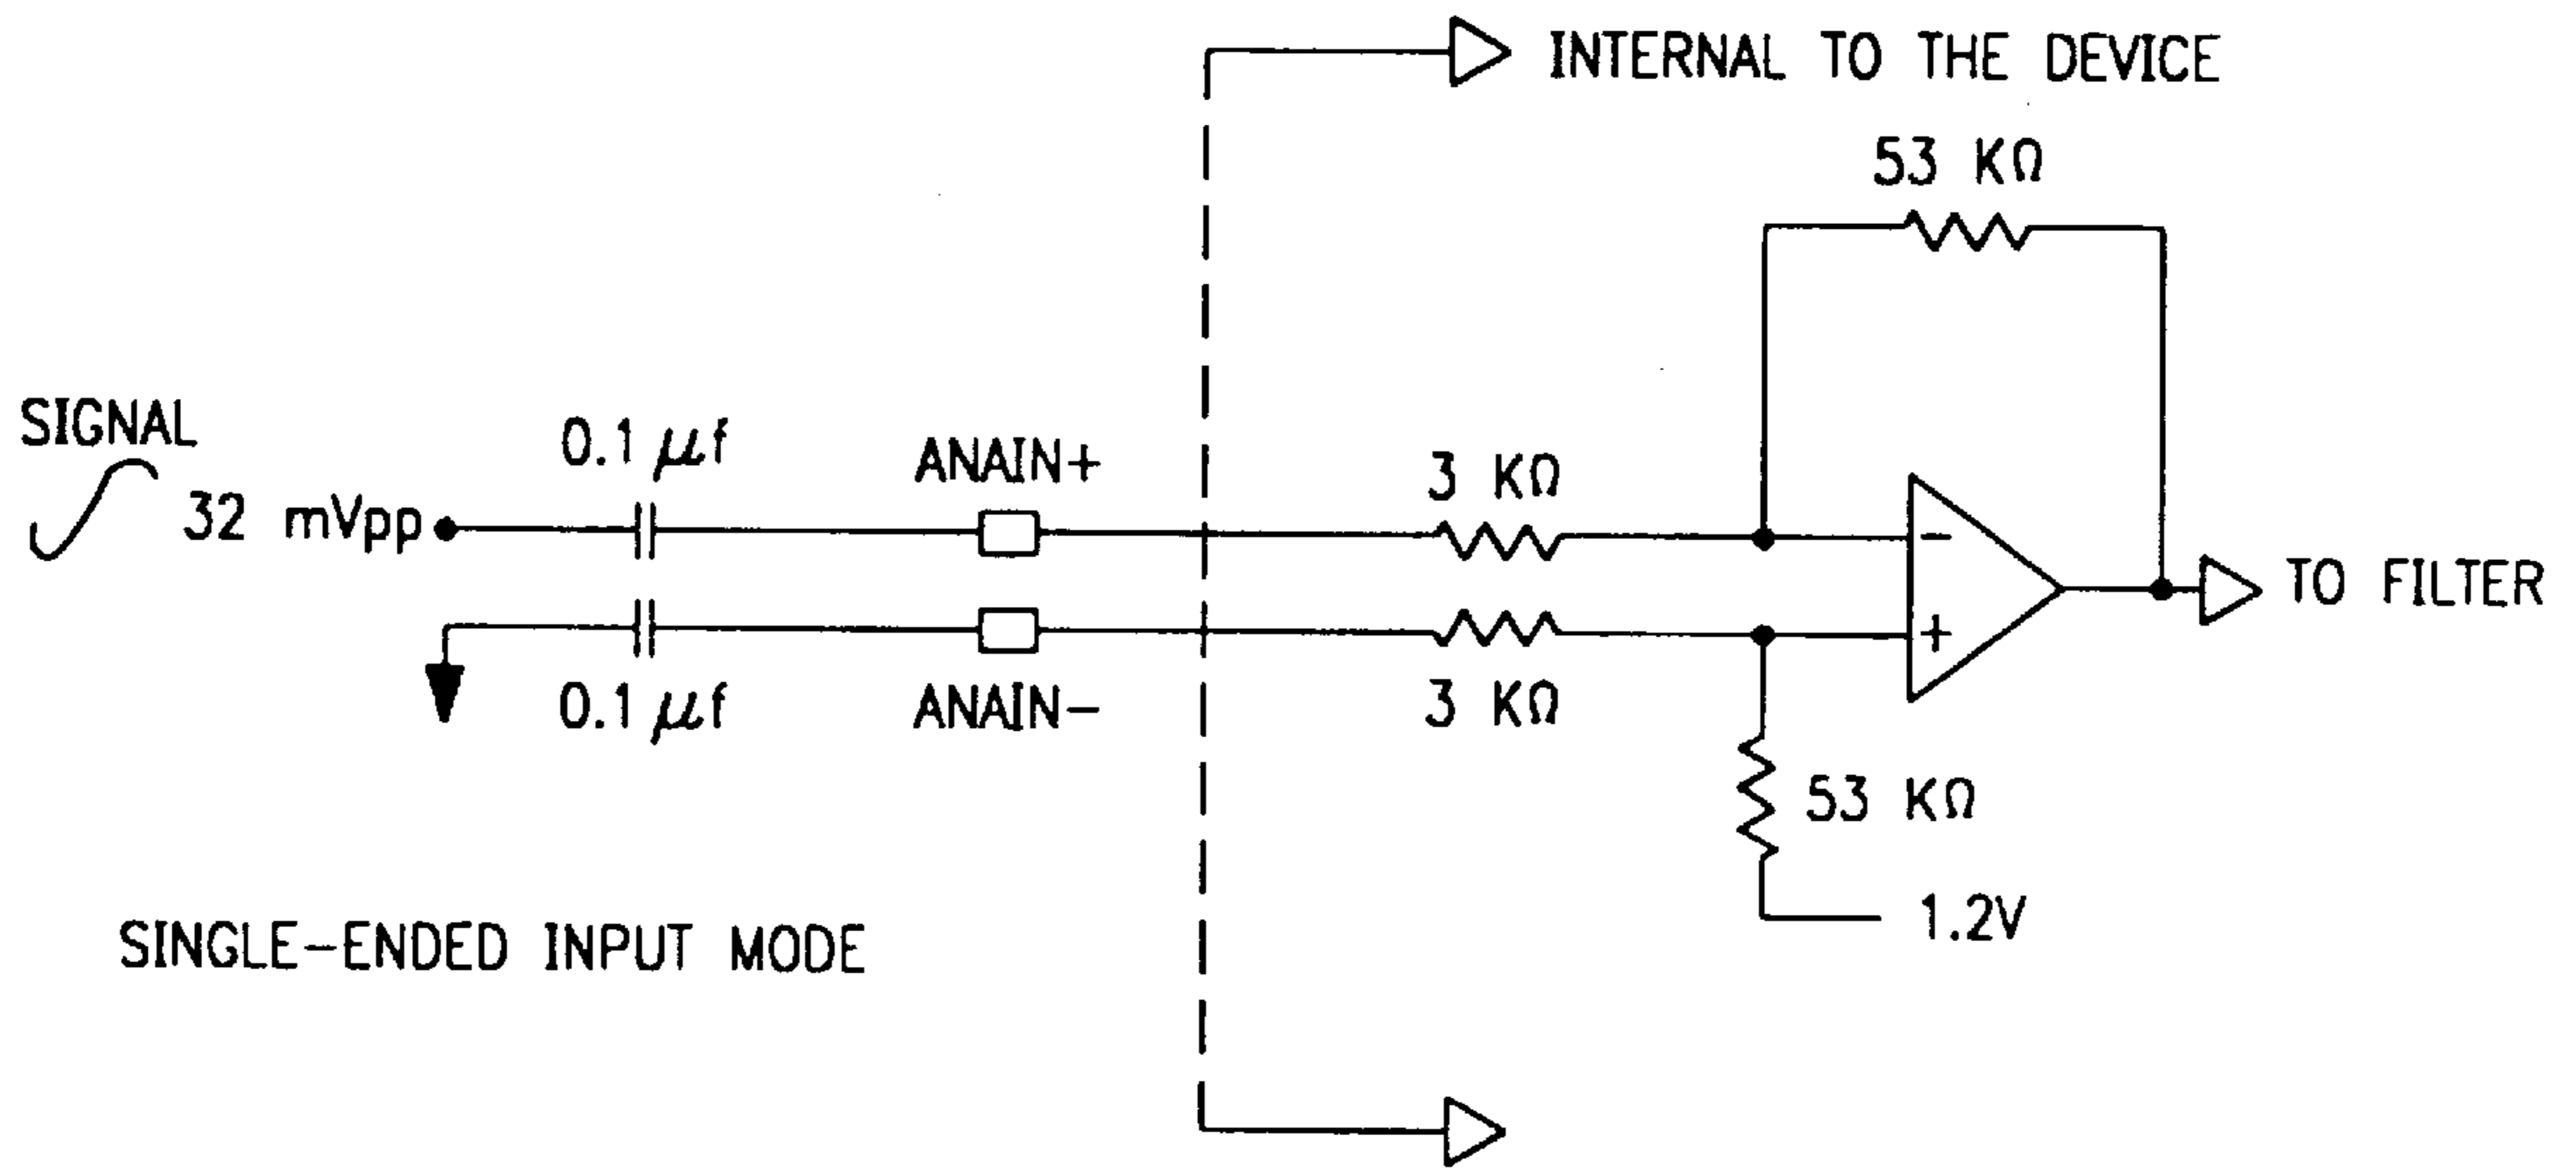 INTERNAL TO THE DEVICE
53 KΩ
SIGNAL
32 mVpp
0.1 μf
ANAIN+
3 KΩ
−
TO FILTER
+
0.1 μf
ANAIN−
3 KΩ
53 KΩ
1.2V
SINGLE-ENDED INPUT MODE